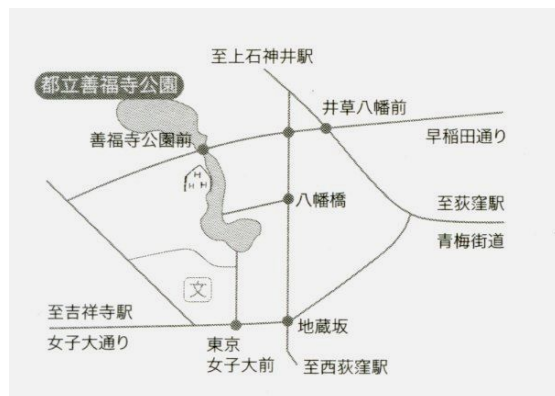 至上石神井駅
都立善福寺公園
井草八幡前
善福寺公園前
早稲田通り
H
H H
八幡橋
至荻窪駅
青梅街道
文
至吉祥寺駅
女子大通り
東京
女子大前
地蔵坂
至西荻窪駅